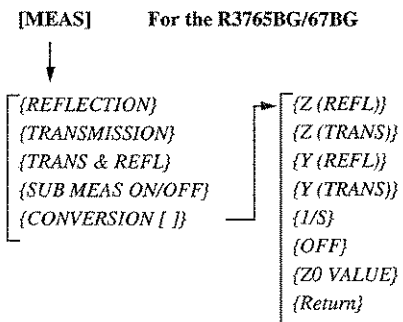 [MEAS] For the R3765BG/67BG
{REFLECTION}
{TRANSMISSION}
{TRANS & REFL}
{SUB MEAS ON/OFF}
{CONVERSION [ ]}
{Z (REFL)}
{Z (TRANS)}
{Y (REFL)}
{Y (TRANS)}
{1/S}
{OFF}
{Z0 VALUE}
{Return}